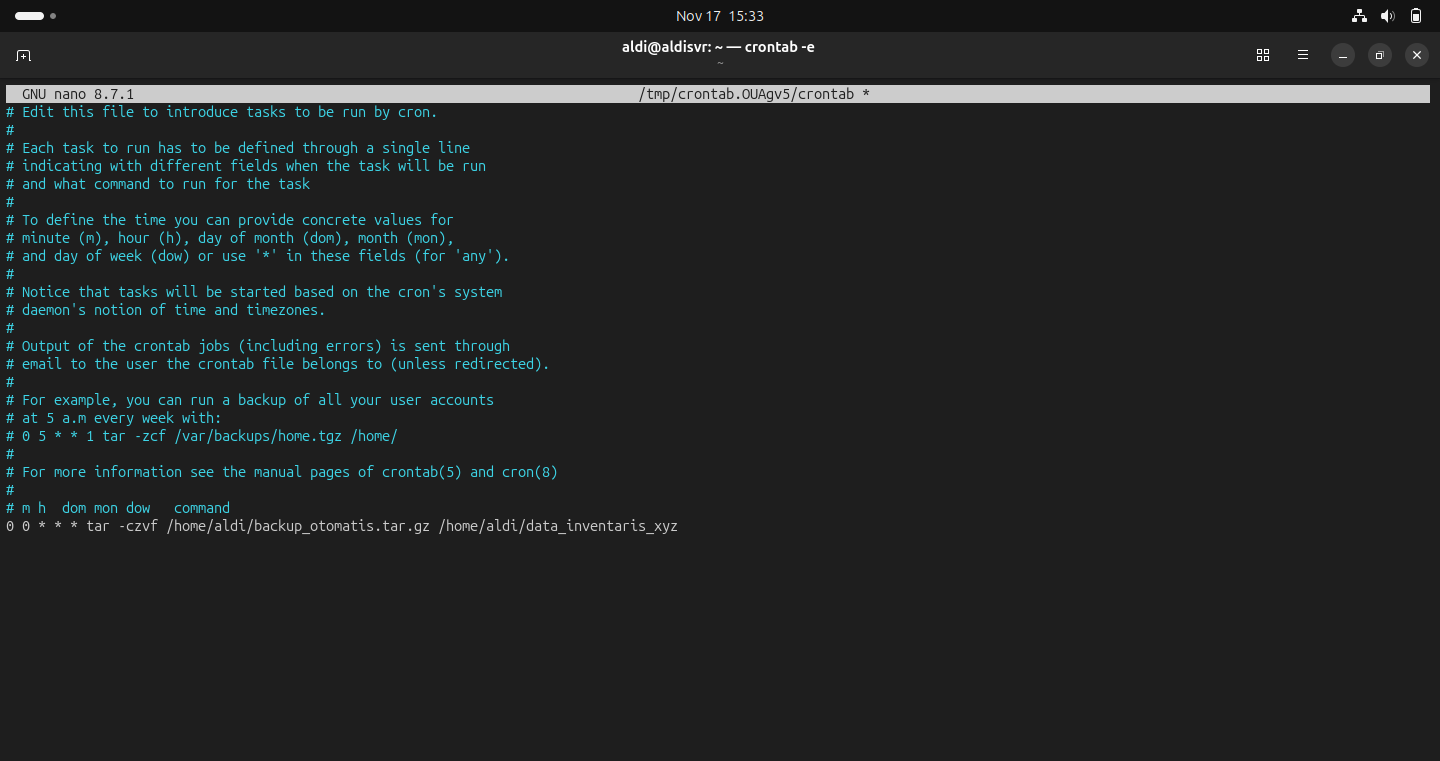 Nov 17 15:33
aldi@aldisvr: ~ — crontab -e
~
GNU nano 8.7.1 /tmp/crontab.OUAgv5/crontab *
# Edit this file to introduce tasks to be run by cron.
#
# Each task to run has to be defined through a single line
# indicating with different fields when the task will be run
# and what command to run for the task
#
# To define the time you can provide concrete values for
# minute (m), hour (h), day of month (dom), month (mon),
# and day of week (dow) or use '*' in these fields (for 'any').
#
# Notice that tasks will be started based on the cron's system
# daemon's notion of time and timezones.
#
# Output of the crontab jobs (including errors) is sent through
# email to the user the crontab file belongs to (unless redirected).
#
# For example, you can run a backup of all your user accounts
# at 5 a.m every week with:
# 0 5 * * 1 tar -zcf /var/backups/home.tgz /home/
#
# For more information see the manual pages of crontab(5) and cron(8)
#
# m h  dom mon dow   command
0 0 * * * tar -czvf /home/aldi/backup_otomatis.tar.gz /home/aldi/data_inventaris_xyz